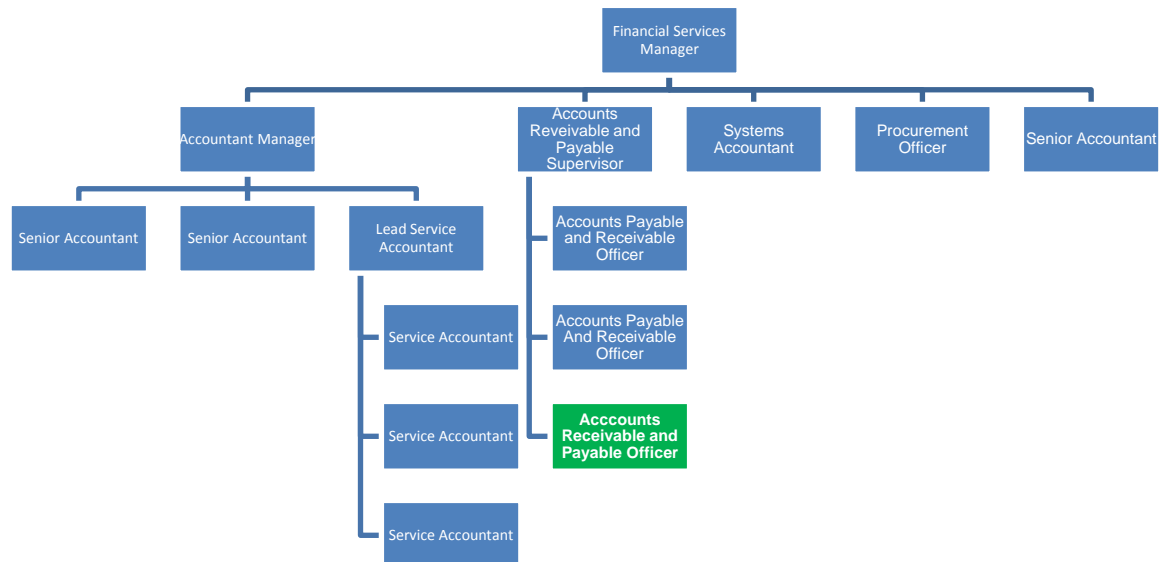 Financial Services
Manager
Accountant Manager
Accounts
Reveivable and
Payable
Supervisor
Systems
Accountant
Procurement
Officer
Senior Accountant
Senior Accountant
Senior Accountant
Lead Service
Accountant
Accounts Payable
and Receivable
Officer
Service Accountant
Accounts Payable
And Receivable
Officer
Service Accountant
Acccounts
Receivable and
Payable Officer
Service Accountant